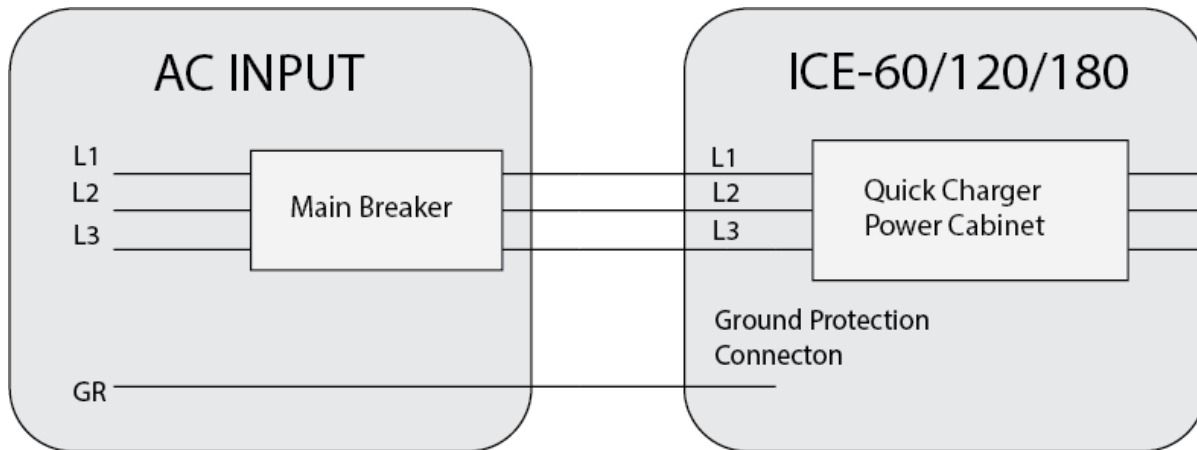 AC INPUT
L1
L2
L3
Main Breaker
GR
ICE-60/120/180
L1
L2
L3
Quick Charger
Power Cabinet
Ground Protection
Connecton